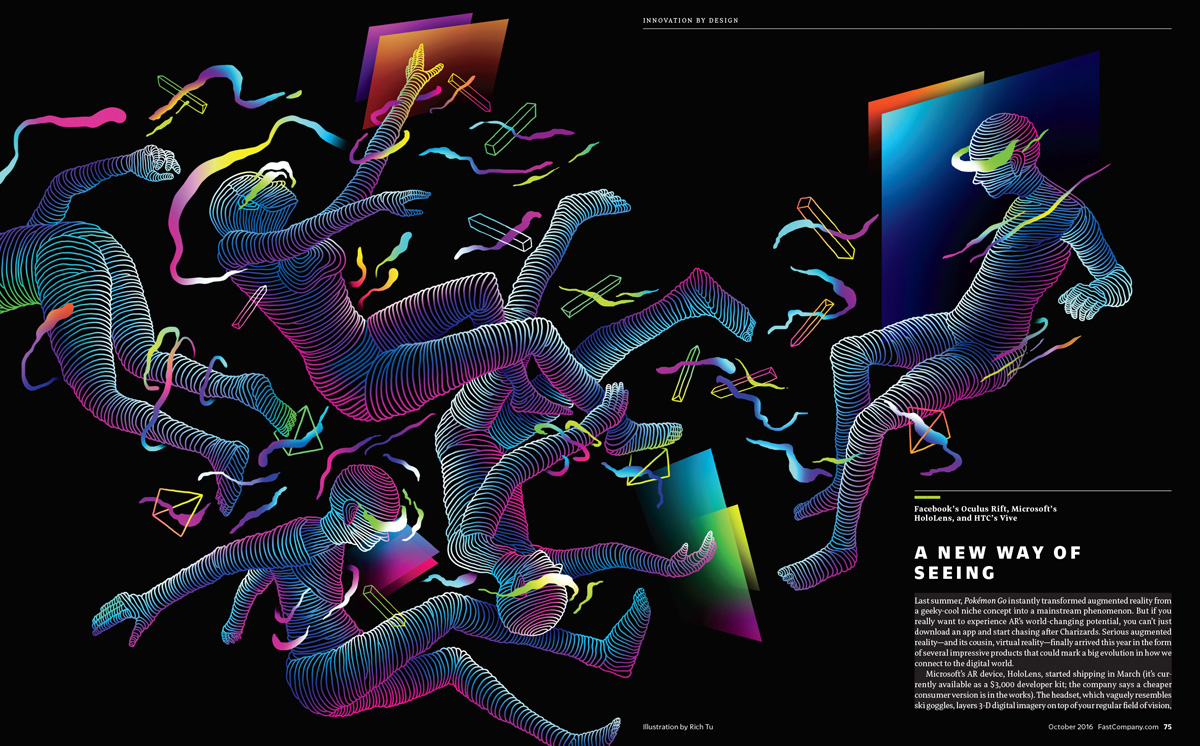 INNOVATION BY DESIGN
Facebook's Oculus Rift, Microsoft's
HoloLens, and HTC's Vive
A NEW WAY OF
SEEING
Last summer, Pokémon Go instantly transformed augmented reality from
a geeky-cool niche concept into a mainstream phenomenon. But if you
really want to experience AR's world-changing potential, you can't just
download an app and start chasing after Charizards. Serious augmented
reality—and its cousin, virtual reality—finally arrived this year in the form
of several impressive products that could mark a big evolution in how we
connect to the digital world.
Microsoft's AR device, HoloLens, started shipping in March (it's cur-
rently available as a $3,000 developer kit; the company says a cheaper
consumer version is in the works). The headset, which vaguely resembles
ski goggles, layers 3-D digital imagery on top of your regular field of vision,
Illustration by Rich Tu
October 2016 FastCompany.com 75